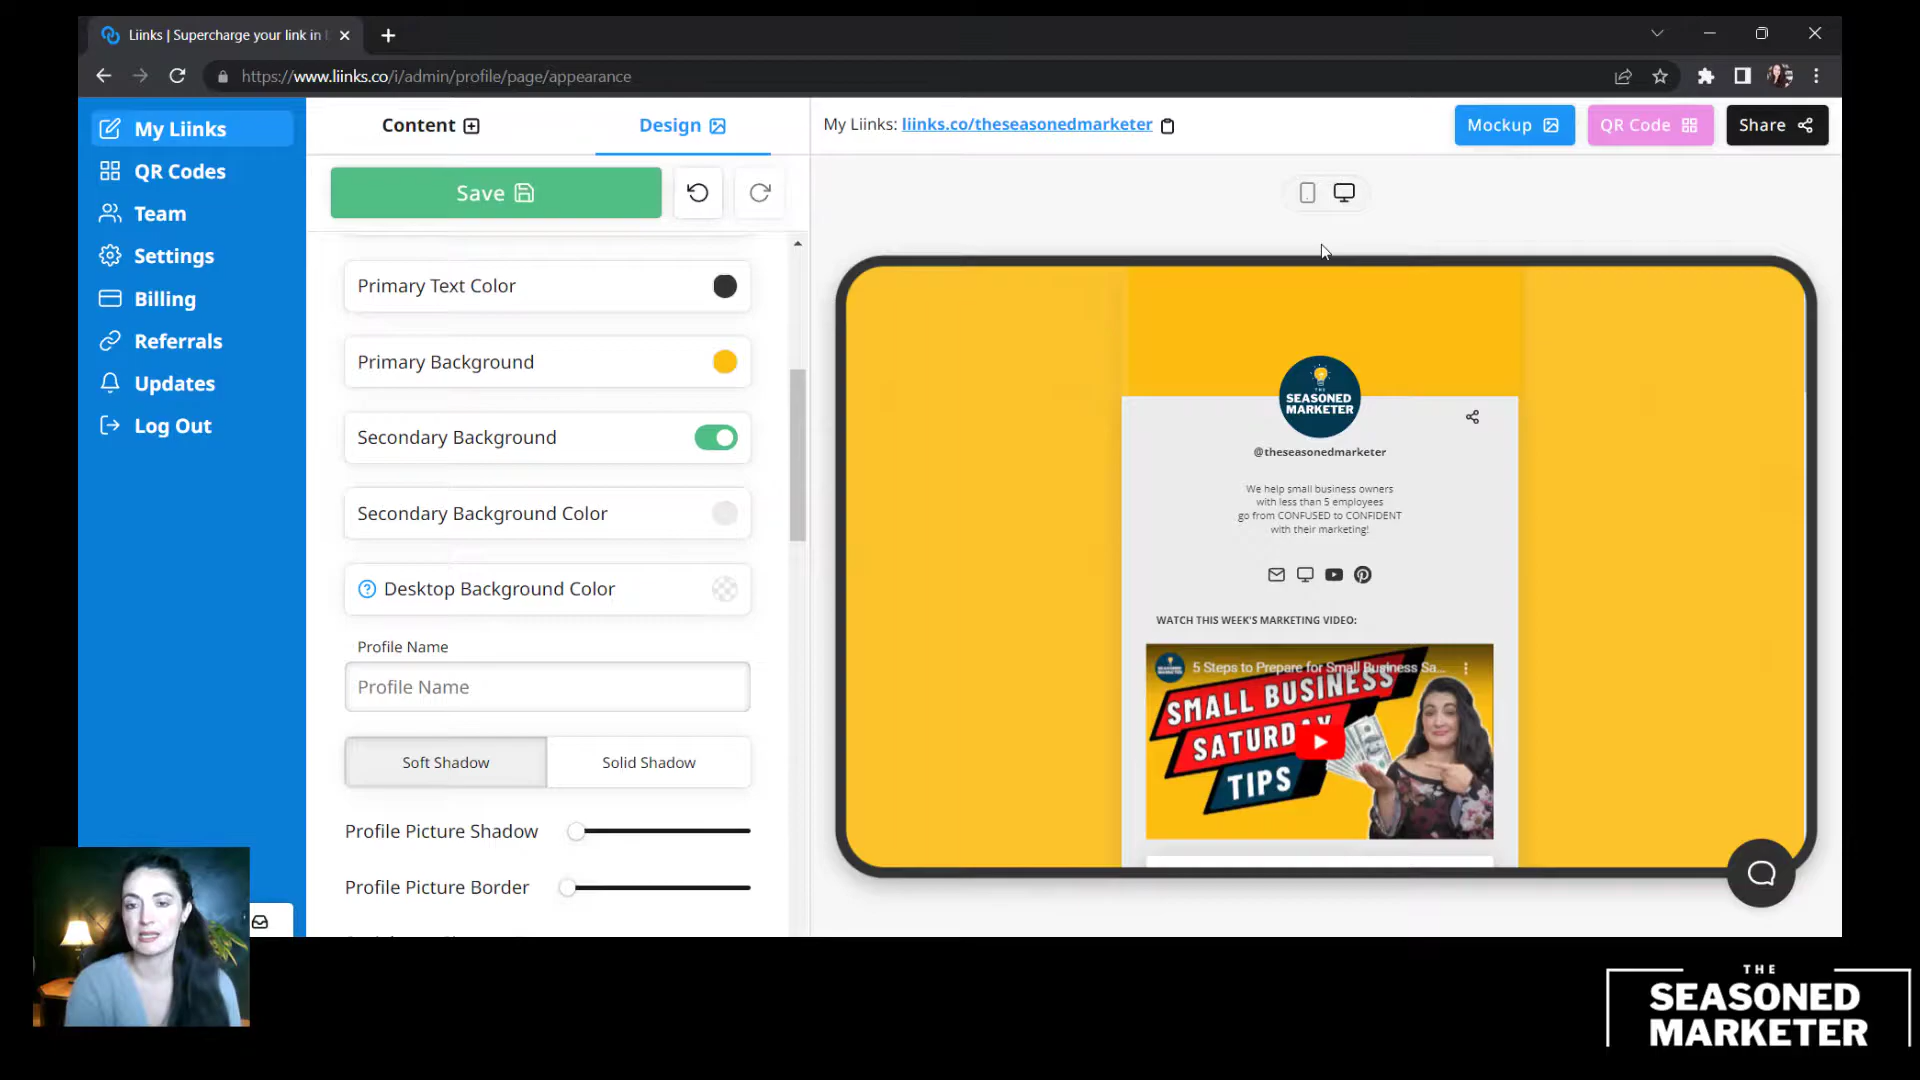 Liinks | Supercharge your link in
https://www.liinks.co/i/admin/profile/page/appearance
My Liinks
QR Codes
Team
Settings
Billing
Referrals
Updates
Log Out
Content
Design
Save
Primary Text Color
Primary Background
Secondary Background
Secondary Background Color
Desktop Background Color
Profile Name
Profile Name
Soft Shadow
Solid Shadow
Profile Picture Shadow
Profile Picture Border
My Liinks: liinks.co/theseasonedmarketer
Mockup
QR Code
Share
THE
SEASONED
MARKETER
@theseasonedmarketer
We help small business owners
with less than 5 employees
go from CONFUSED to CONFIDENT
with their marketing!
WATCH THIS WEEK'S MARKETING VIDEO:
5 Steps to Prepare for Small Business Sa...
SMALL BUSINESS
SATURDAY
TIPS
THE
SEASONED
MARKETER